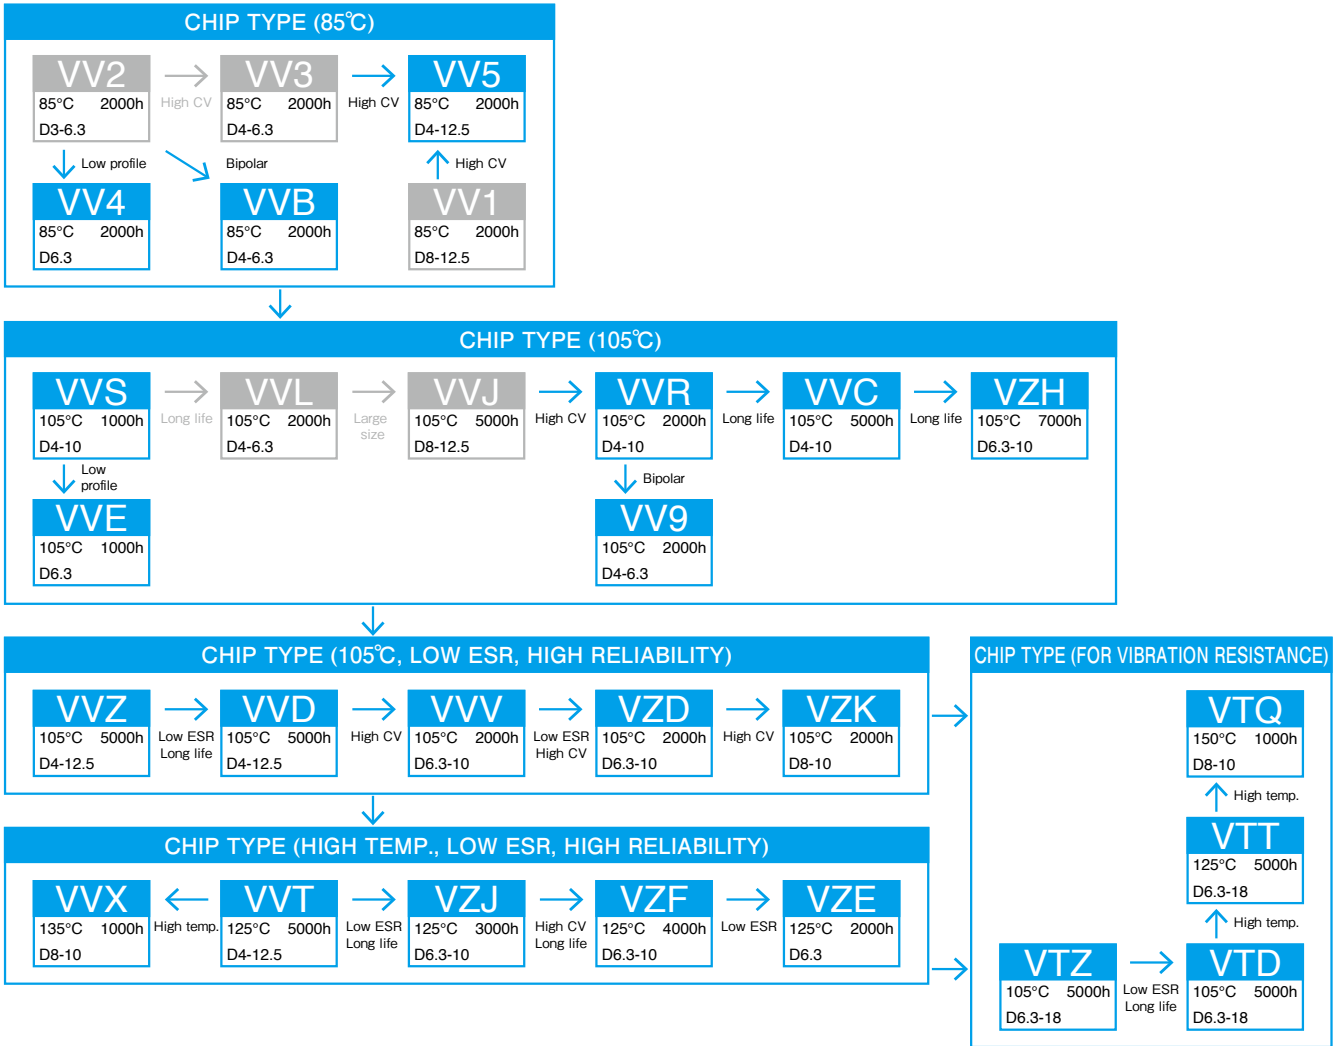 CHIP TYPE (85℃)
VV2
85°C 2000h
D3-6.3
High CV
VV3
85°C 2000h
D4-6.3
High CV
VV5
85°C 2000h
D4-12.5
Low profile
Bipolar
High CV
VV4
85°C 2000h
D6.3
VVB
85°C 2000h
D4-6.3
VV1
85°C 2000h
D8-12.5
CHIP TYPE (105℃)
VVS
105°C 1000h
D4-10
Long life
VVL
105°C 2000h
D4-6.3
Large
size
VVJ
105°C 5000h
D8-12.5
High CV
VVR
105°C 2000h
D4-10
Long life
VVC
105°C 5000h
D4-10
Long life
VZH
105°C 7000h
D6.3-10
Low
profile
Bipolar
VVE
105°C 1000h
D6.3
VV9
105°C 2000h
D4-6.3
CHIP TYPE (105℃, LOW ESR, HIGH RELIABILITY)
VVZ
105°C 5000h
D4-12.5
Low ESR
Long life
VVD
105°C 5000h
D4-12.5
High CV
VVV
105°C 2000h
D6.3-10
Low ESR
High CV
VZD
105°C 2000h
D6.3-10
High CV
VZK
105°C 2000h
D8-10
CHIP TYPE (HIGH TEMP., LOW ESR, HIGH RELIABILITY)
VVX
135°C 1000h
D8-10
High temp.
VVT
125°C 5000h
D4-12.5
Low ESR
Long life
VZJ
125°C 3000h
D6.3-10
High CV
Long life
VZF
125°C 4000h
D6.3-10
Low ESR
VZE
125°C 2000h
D6.3
CHIP TYPE (FOR VIBRATION RESISTANCE)
VTQ
150°C 1000h
D8-10
High temp.
VTT
125°C 5000h
D6.3-18
High temp.
VTZ
105°C 5000h
D6.3-18
Low ESR
Long life
VTD
105°C 5000h
D6.3-18